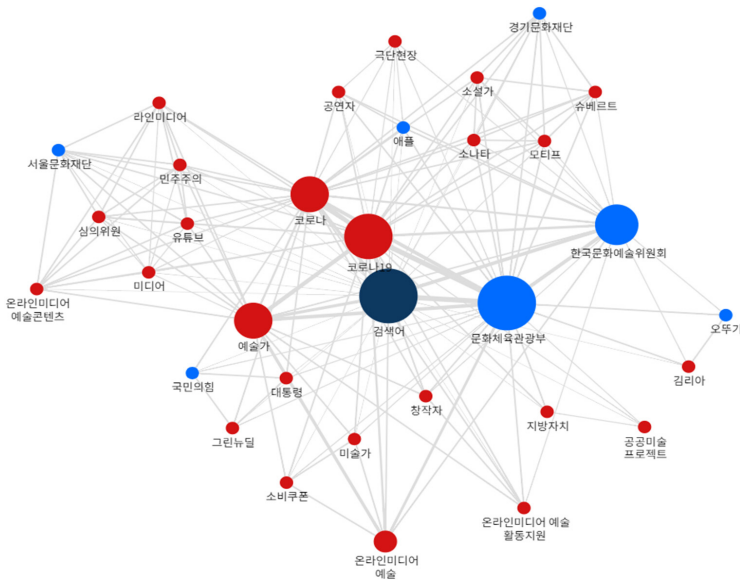 경기문화재단
극단현장
소설가
공연자
슈베르트
라인미디어
애플
소나타
모티프
서울문화재단
민주주의
코로나
심의위원
유튜브
한국문화예술위원회
코로나19
미디어
온라인미디어
예술콘텐츠
검색어
문화체육관광부
오뚜기
예술가
국민의힘
대통령
김리아
창작자
그린뉴딜
지방자치
미술가
공공미술
프로젝트
소비쿠폰
온라인미디어 예술
활동지원
온라인미디어
예술